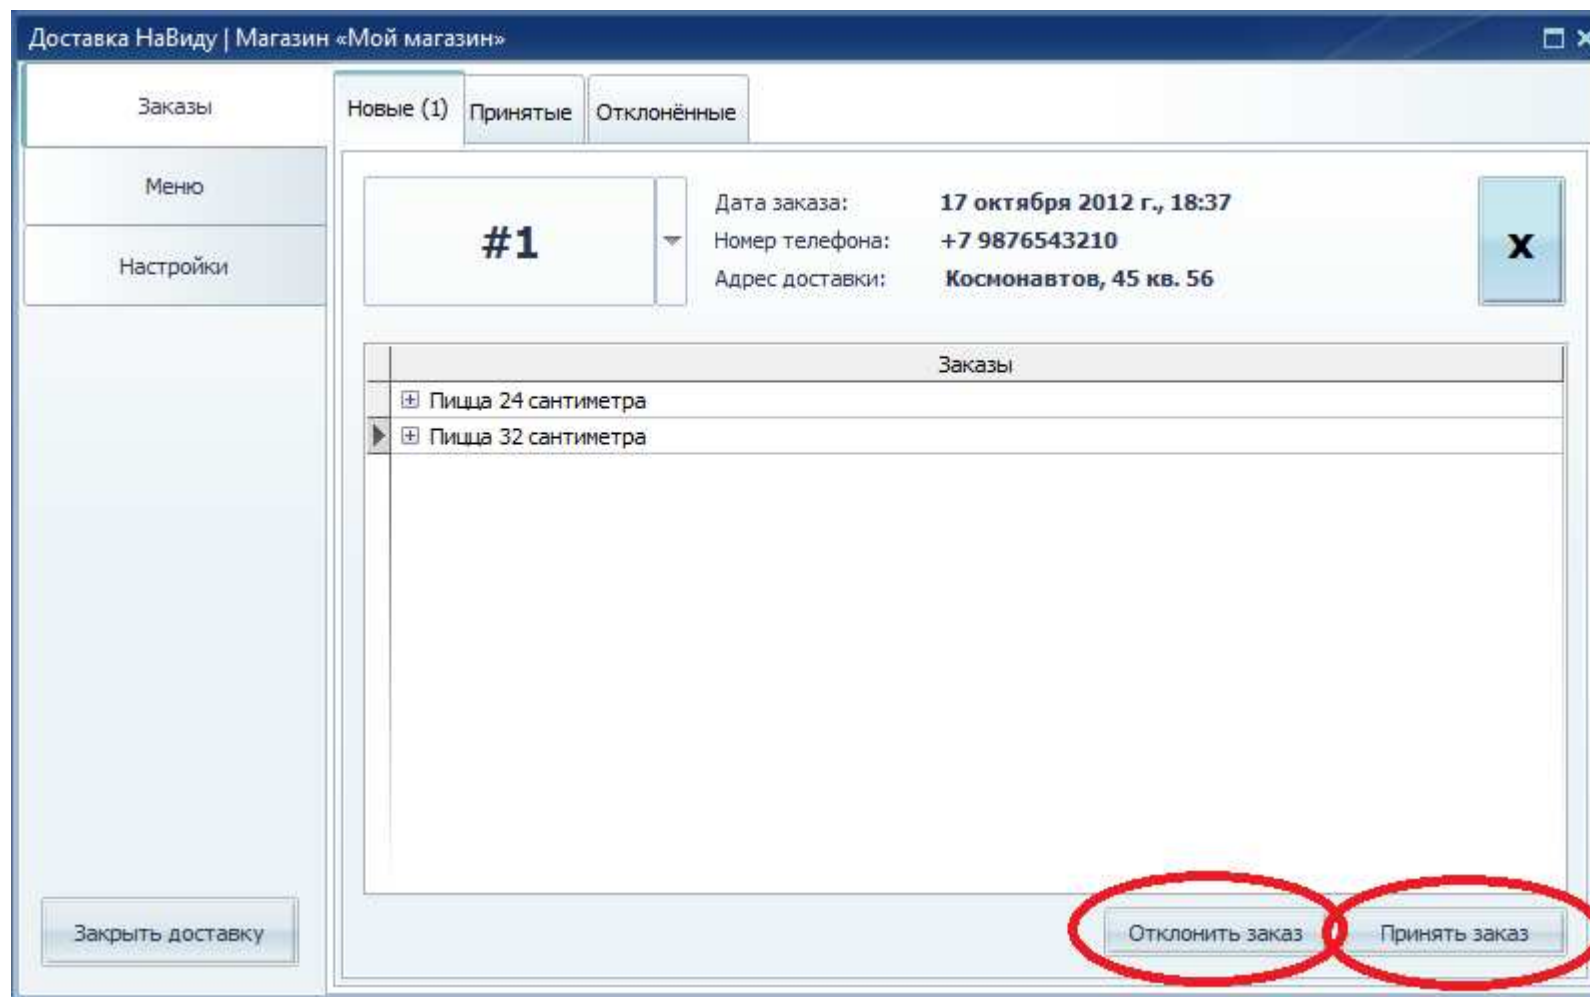 Доставка НаВиду | Магазин «Мой магазин»
Заказы
Меню
Настройки
Новые (1) Принятые Отклонённые
#1
Дата заказа: 17 октября 2012 г., 18:37
Номер телефона: +7 9876543210
Адрес доставки: Космонавтов, 45 кв. 56
X
Заказы
Пицца 24 сантиметра
Пицца 32 сантиметра
Закрыть доставку
Отклонить заказ
Принять заказ